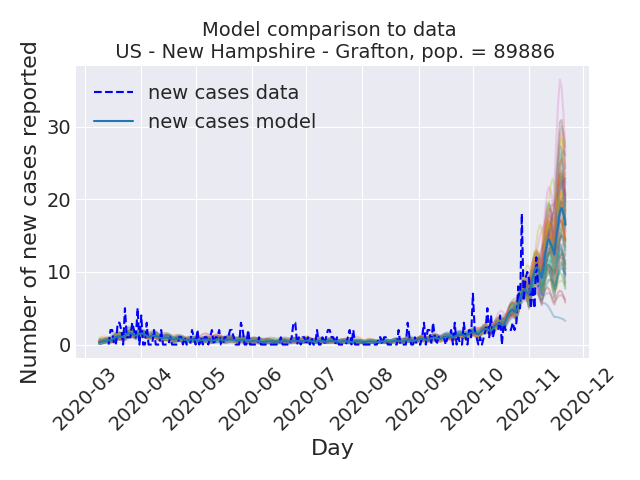 Model comparison to data
US - New Hampshire - Grafton, pop. = 89886
new cases data
new cases model
Number of new cases reported
30
20
10
0
2020-03
2020-04
2020-05
2020-06
2020-07
2020-08
2020-09
2020-10
2020-11
2020-12
Day